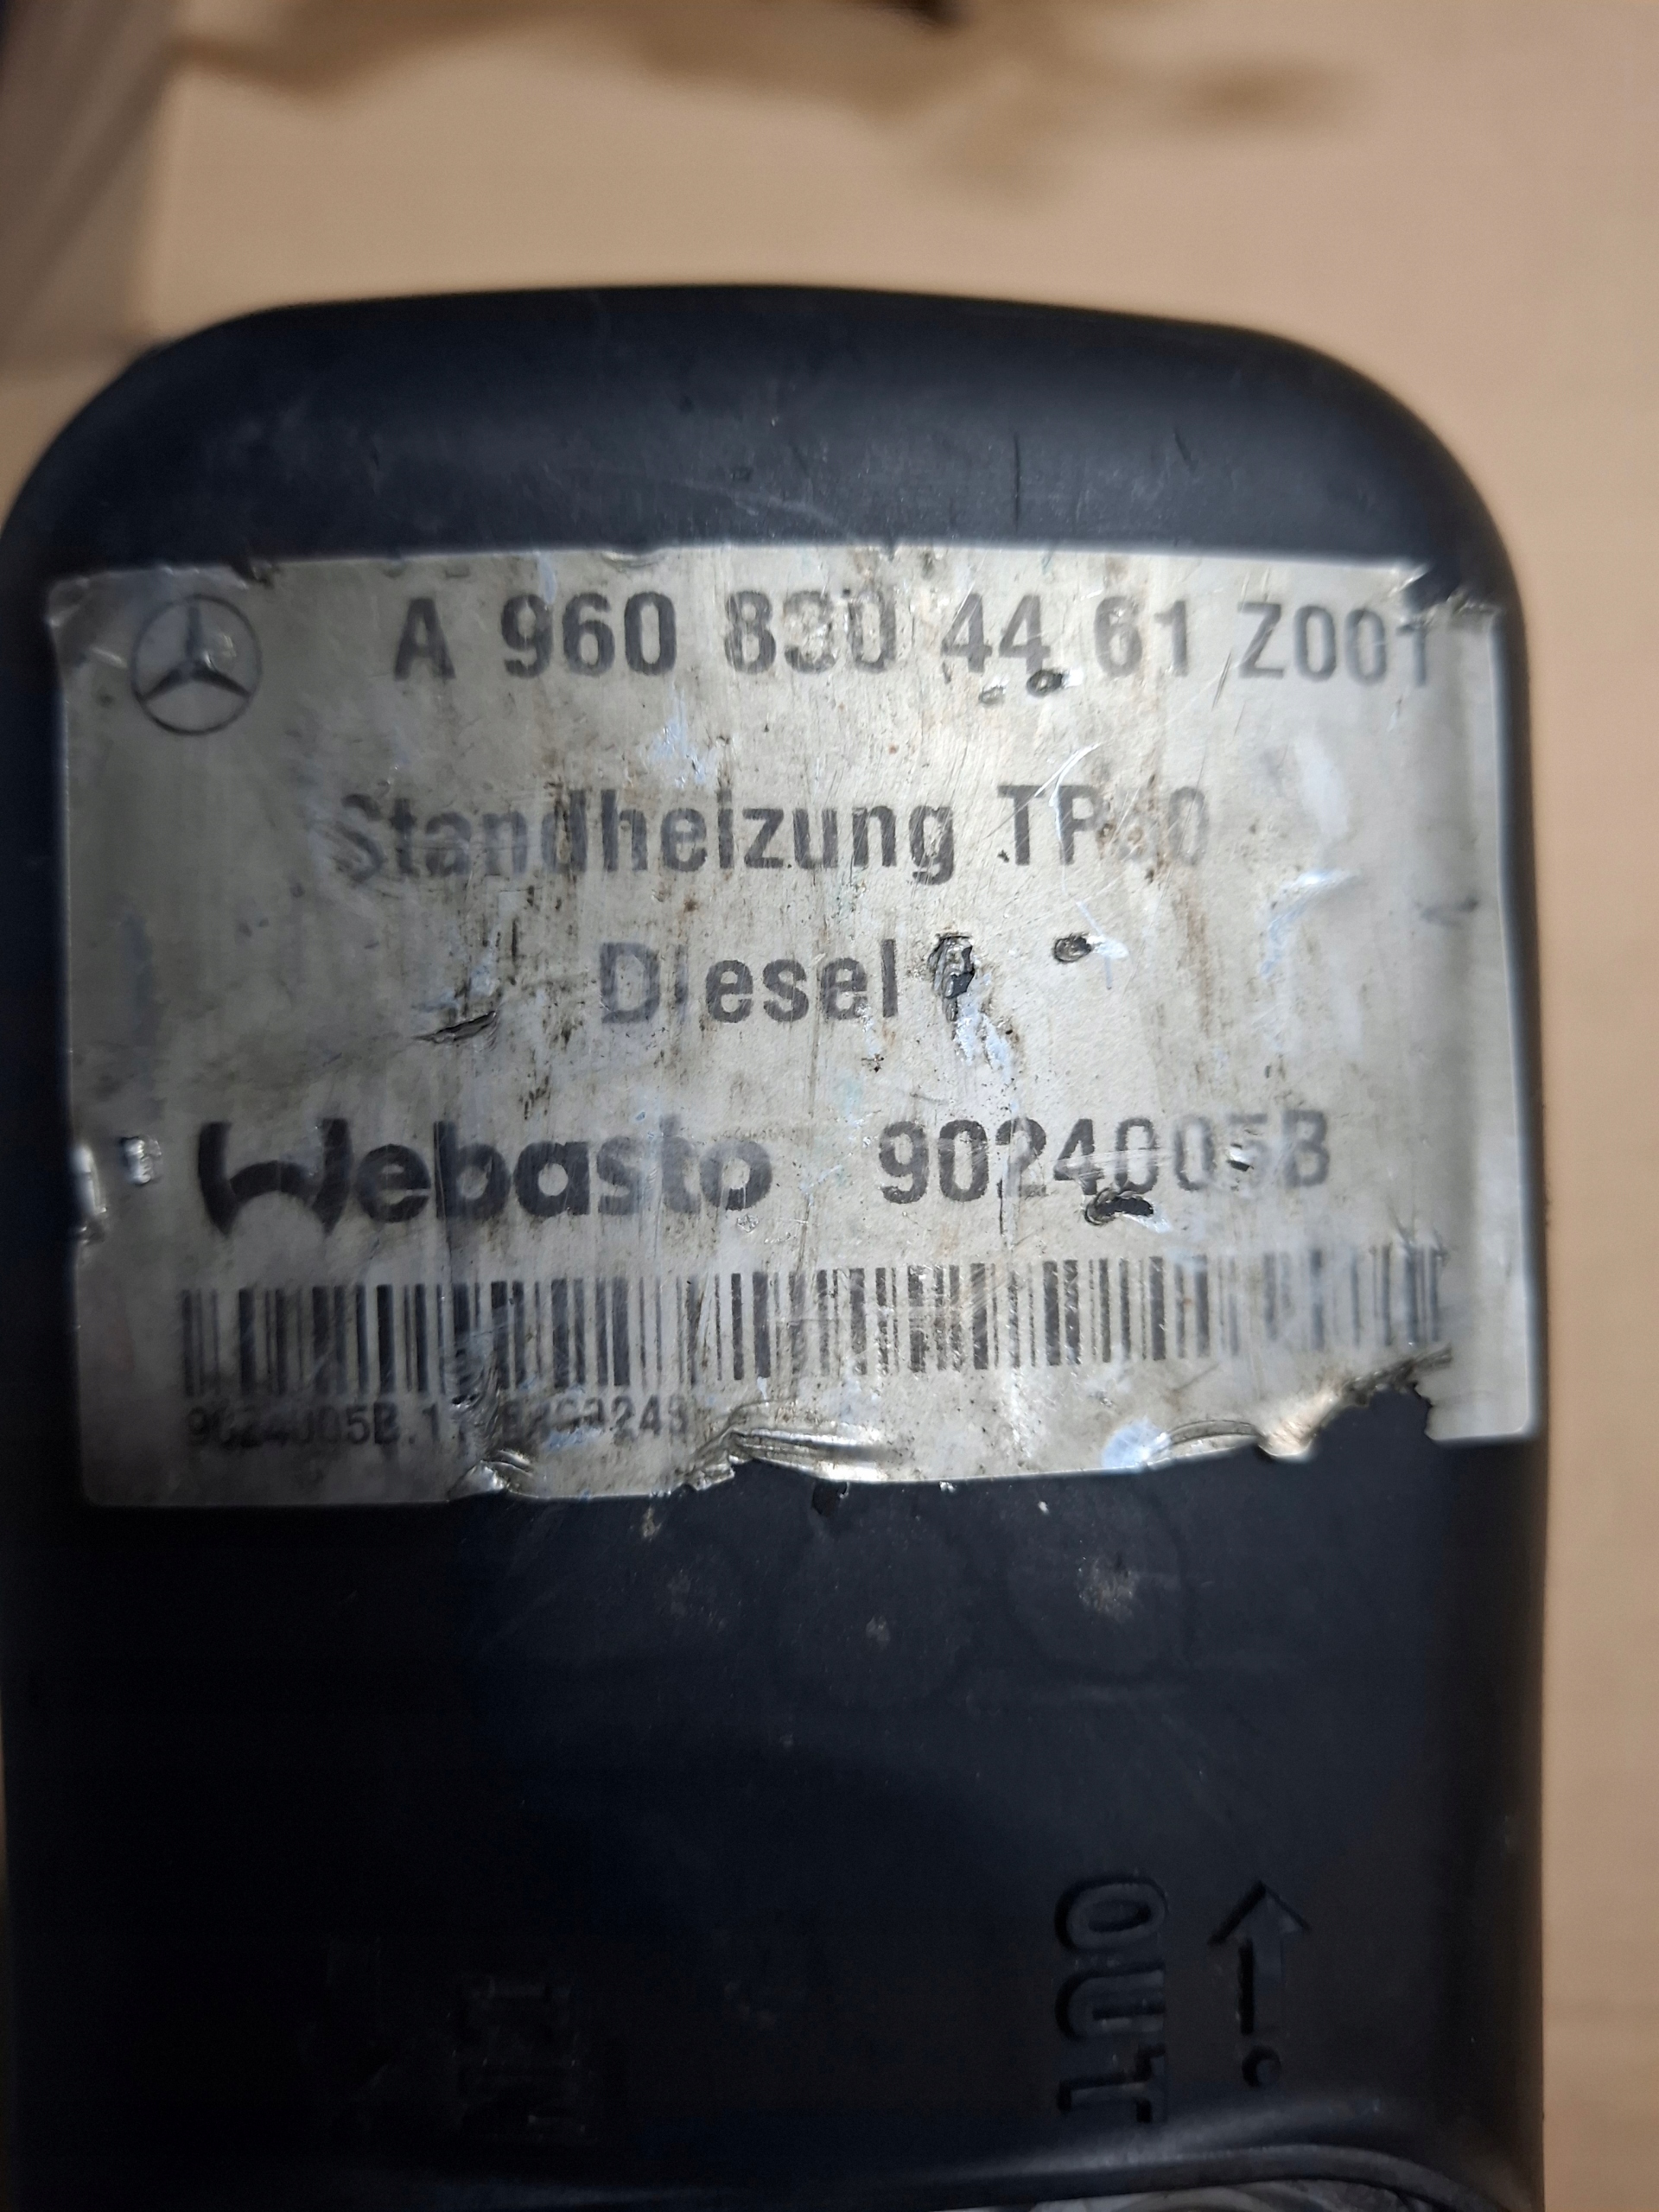 A 960 830 44 61 Z001
Standheizung
Diesel
Webasto 9024005B
OUT